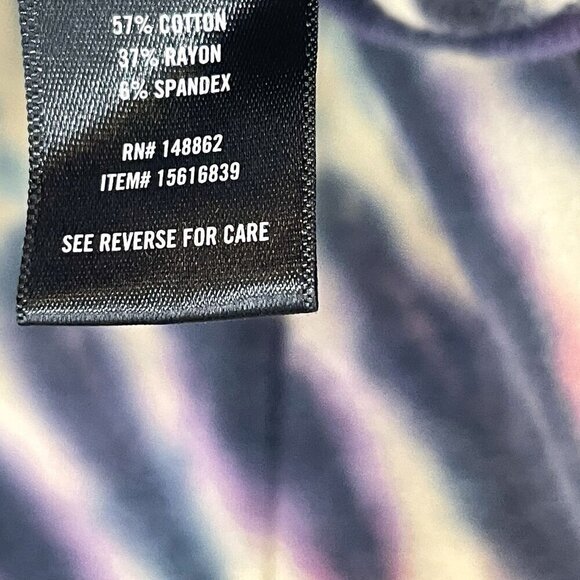 57% COTTON
37% RAYON
6% SPANDEX
RN# 148862
ITEM# 15616839
SEE REVERSE FOR CARE